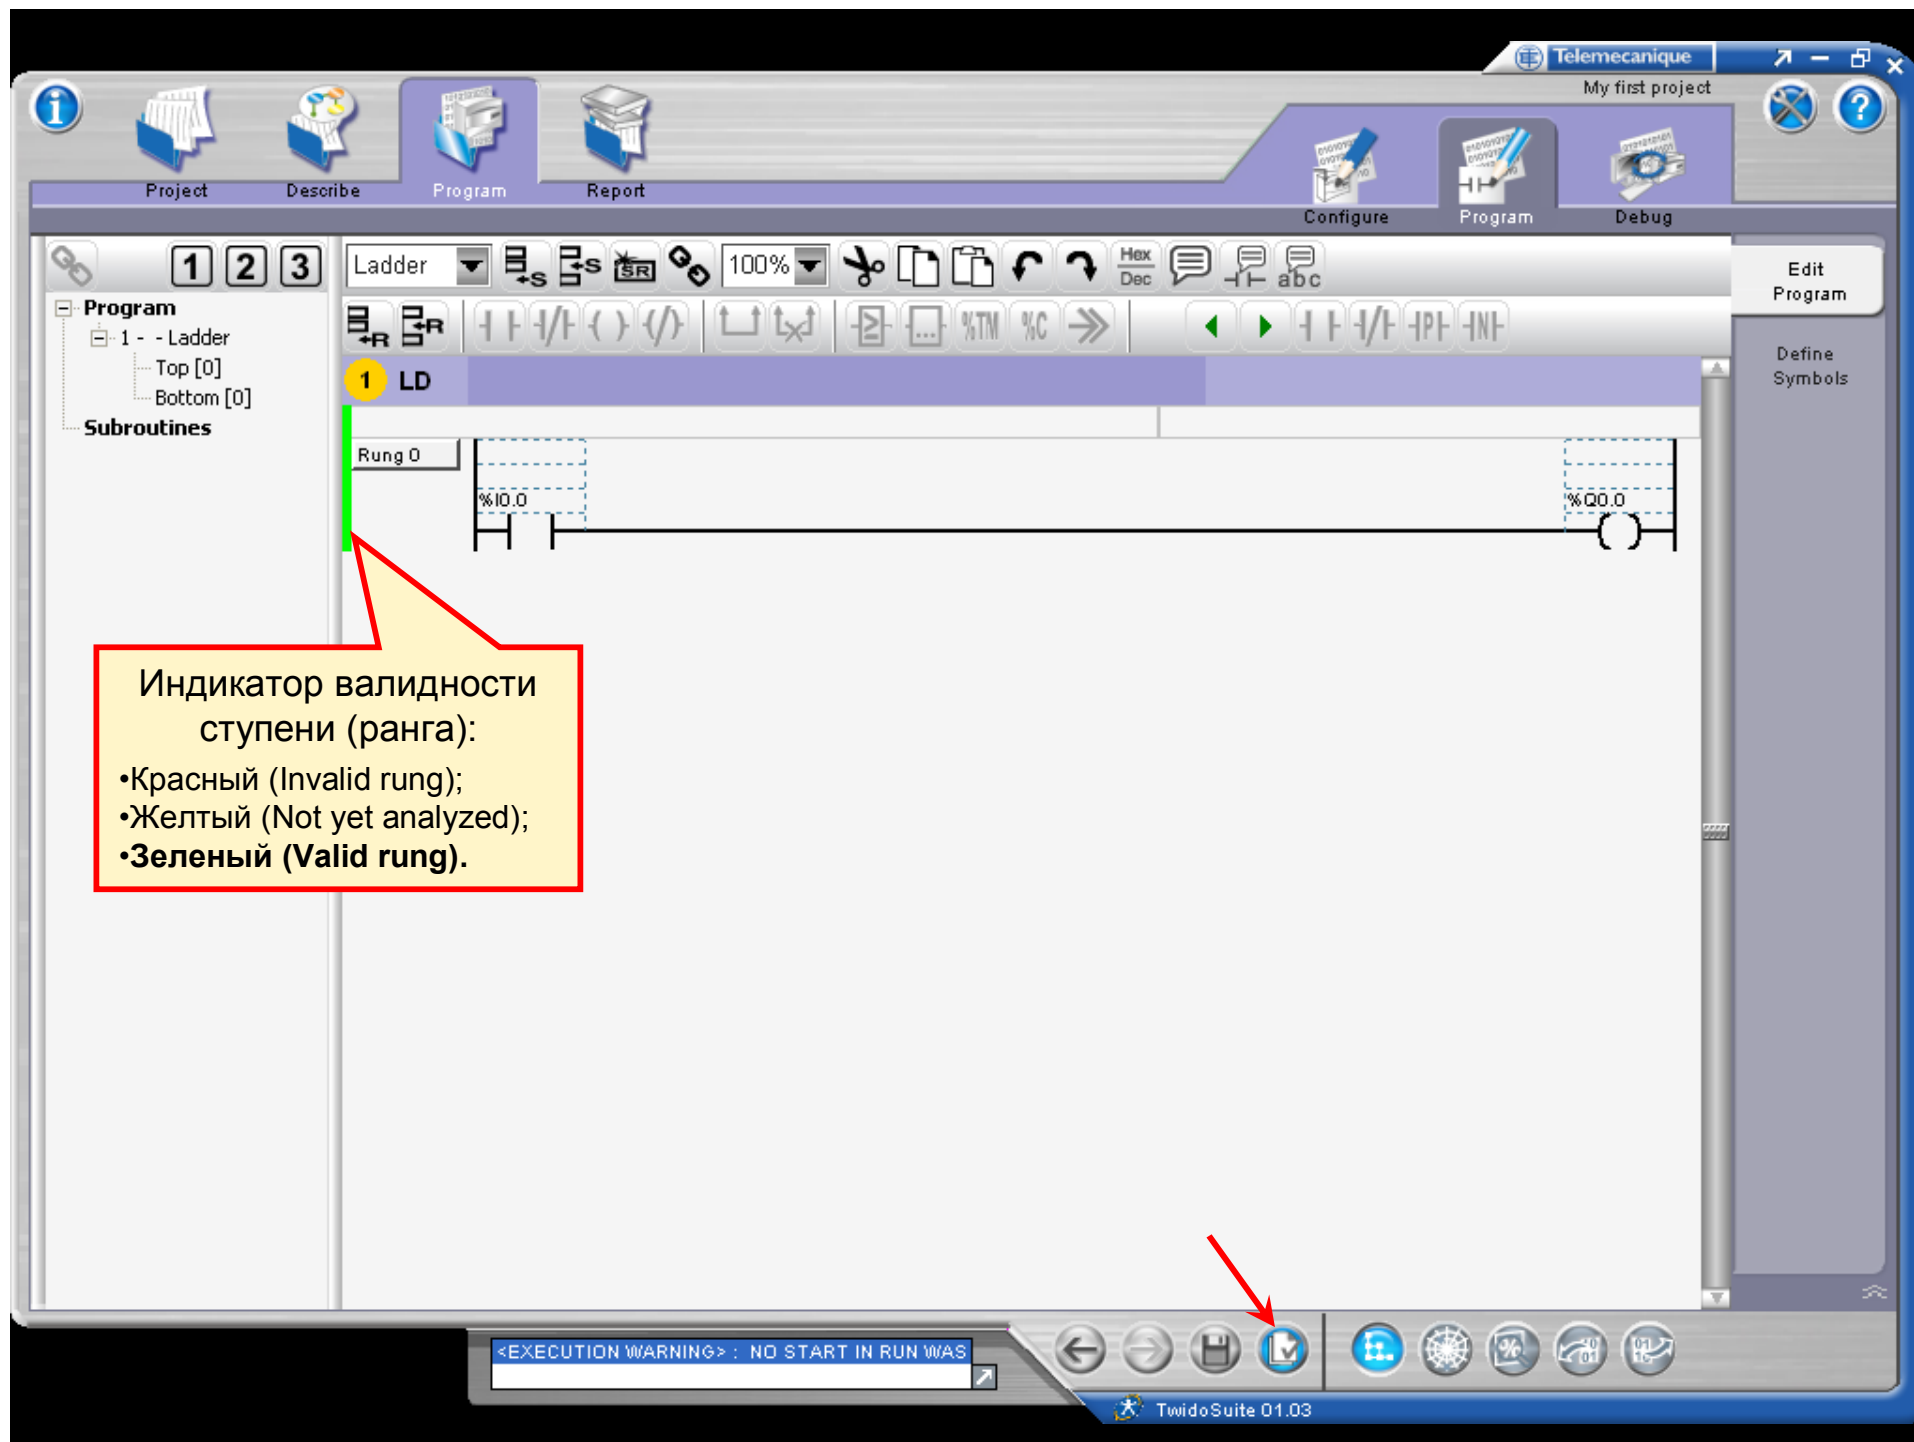 Telemecanique
My first project
Project
Describe
Program
Report
Configure
Program
Debug
1 2 3
Ladder
S
S
SR
100%
Hex
Dec
abc
Edit
Program
Program
1 - - Ladder
Top [0]
Bottom [0]
Subroutines
R
R
%TM
%C
P
N
Define
Symbols
1 LD
Rung 0
%I0.0
%Q0.0
Индикатор валидности
ступени (ранга):
•Красный (Invalid rung);
•Желтый (Not yet analyzed);
•Зеленый (Valid rung).
<EXECUTION WARNING> : NO START IN RUN WAS
TwidoSuite 01.03